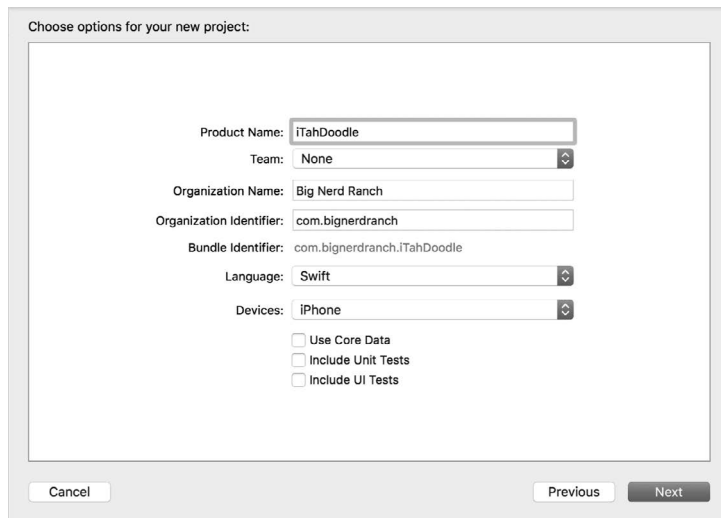 Choose options for your new project:
Product Name: iTahDoodle
Team: None
Organization Name: Big Nerd Ranch
Organization Identifier: com.bignerdranch
Bundle Identifier: com.bignerdranch.iTahDoodle
Language: Swift
Devices: iPhone
Use Core Data
Include Unit Tests
Include UI Tests
Cancel Previous Next